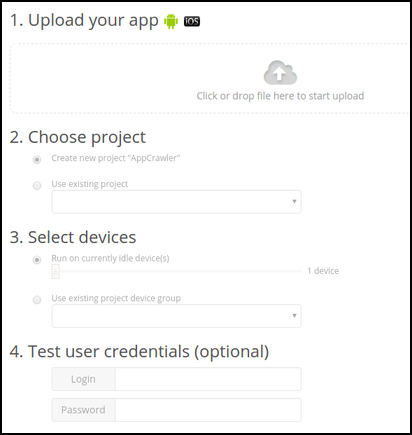 1. Upload your app iOS
Click or drop file here to start upload
2. Choose project
Create new project "AppCrawler"
Use existing project
3. Select devices
Run on currently idle device(s)
1 device
Use existing project device group
4. Test user credentials (optional)
Login
Password